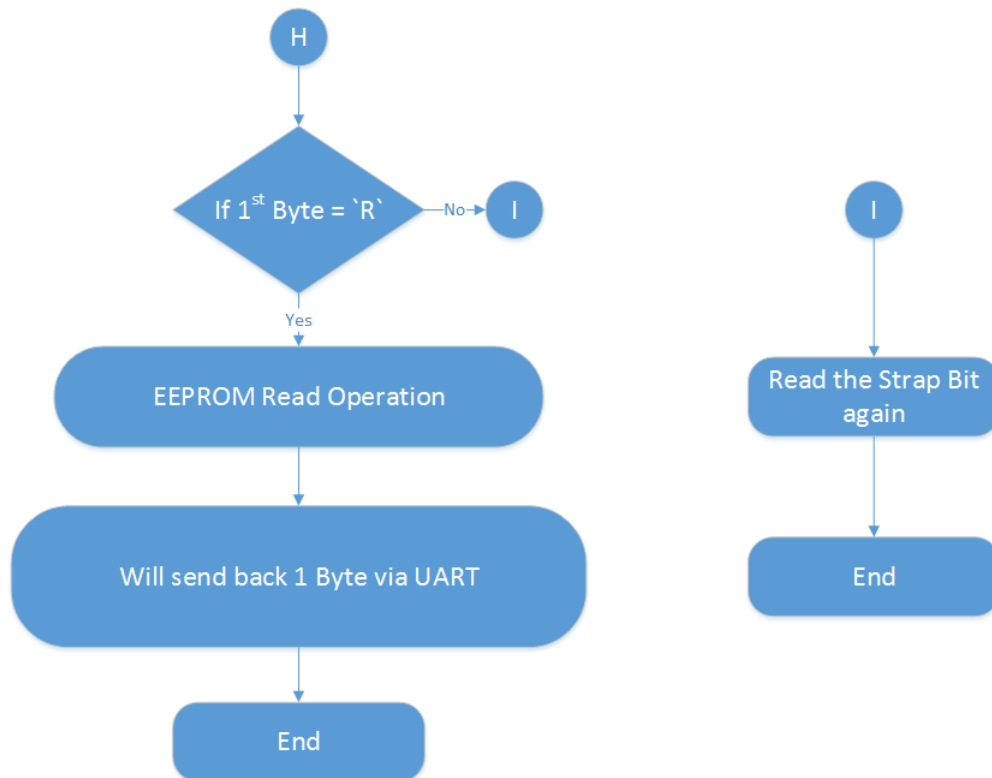 H
If 1st Byte = `R`
No
I
Yes
EEPROM Read Operation
Will send back 1 Byte via UART
End
I
Read the Strap Bit
again
End